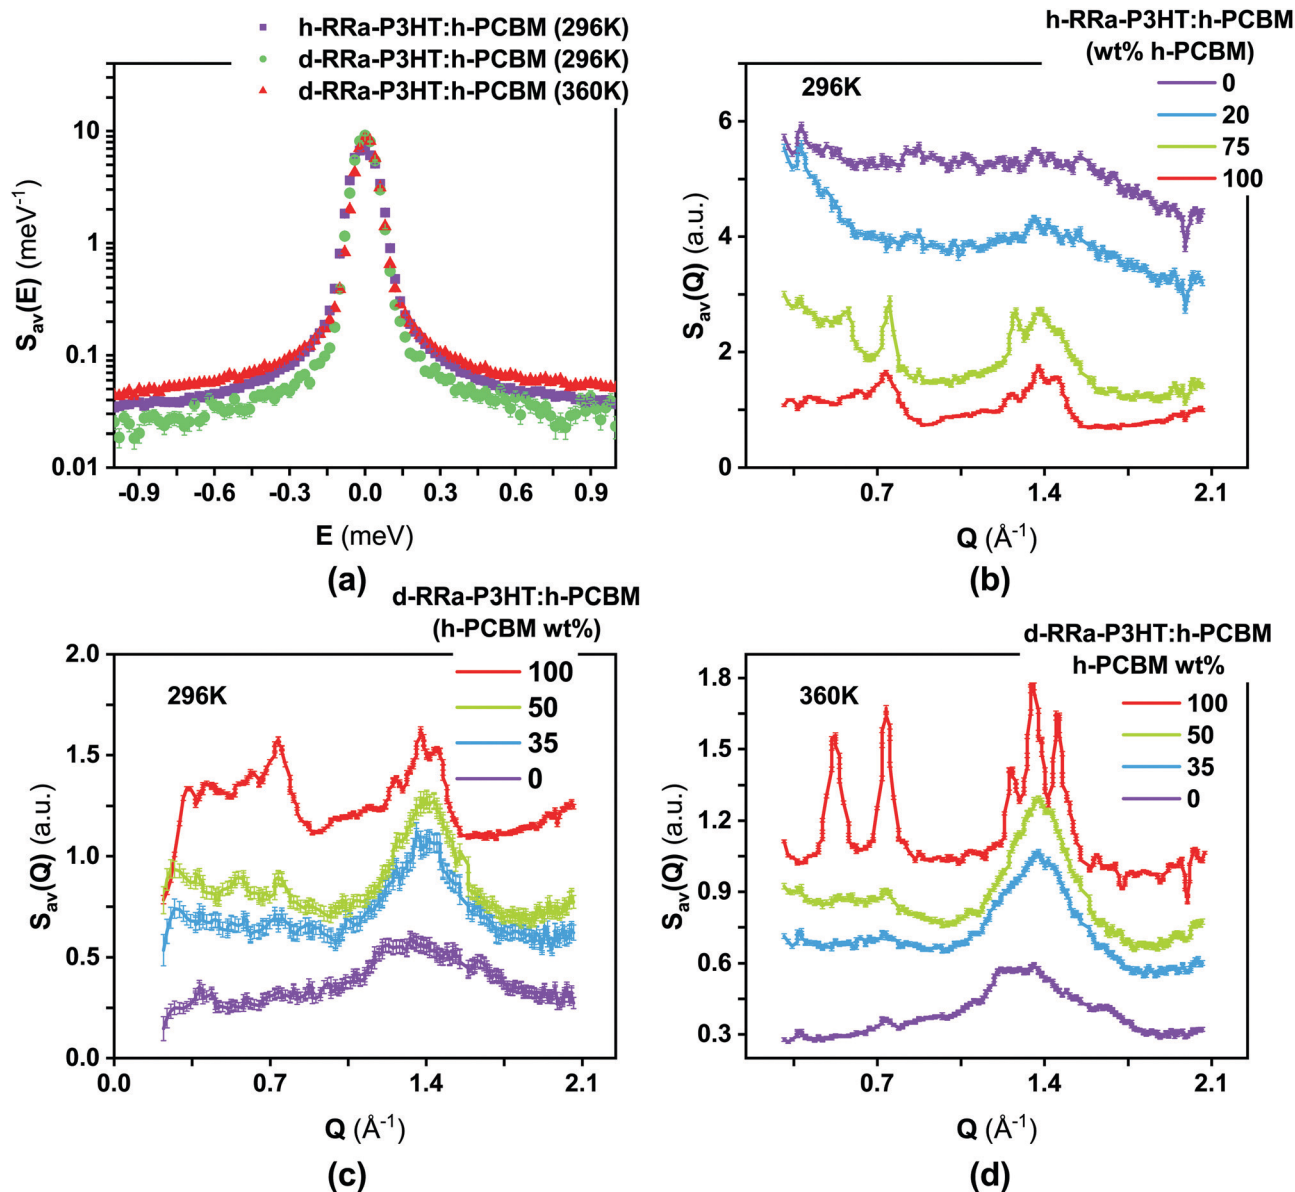 h-RRa-P3HT:h-PCBM (296K)
d-RRa-P3HT:h-PCBM (296K)
d-RRa-P3HT:h-PCBM (360K)
10
1
0.1
0.01
S_av(E) (meV⁻¹)
-0.9 -0.6 -0.3 0.0 0.3 0.6 0.9
E (meV)
(a)
h-RRa-P3HT:h-PCBM
(wt% h-PCBM)
296K
0
20
75
100
6
4
2
0
S_av(Q) (a.u.)
0.7 1.4 2.1
Q (Å⁻¹)
(b)
d-RRa-P3HT:h-PCBM
(h-PCBM wt%)
296K
100
50
35
0
2.0
1.5
1.0
0.5
0.0
S_av(Q) (a.u.)
0.0 0.7 1.4 2.1
Q (Å⁻¹)
(c)
d-RRa-P3HT:h-PCBM
h-PCBM wt%
360K
100
50
35
0
1.8
1.5
1.2
0.9
0.6
0.3
S_av(Q) (a.u.)
0.7 1.4 2.1
Q (Å⁻¹)
(d)